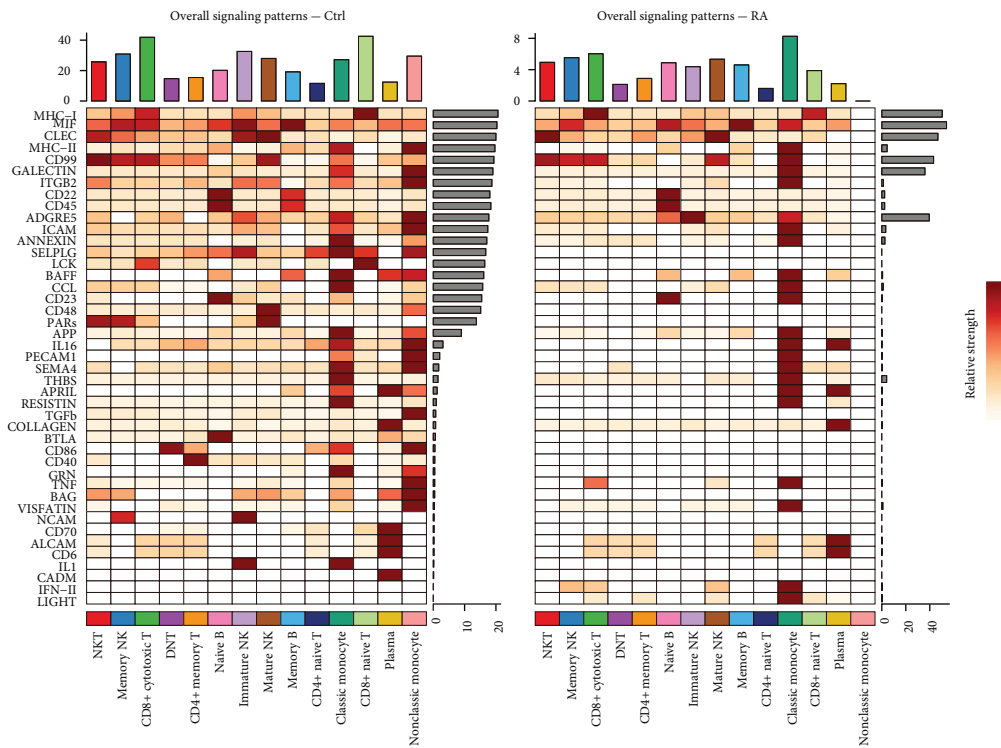 Overall signaling patterns — Ctrl
40
20
0
MHC−I
MIF
CLEC
MHC−II
CD99
GALECTIN
ITGB2
CD22
CD45
ADGRE5
ICAM
ANNEXIN
SELPLG
LCK
BAFF
CCL
CD23
CD48
PARs
APP
IL16
PECAM1
SEMA4
THBS
APRIL
RESISTIN
TGFb
COLLAGEN
BTLA
CD86
CD40
GRN
TNF
BAG
VISFATIN
NCAM
CD70
ALCAM
CD6
IL1
CADM
IFN−II
LIGHT
0
10
20
NKT
Memory NK
CD8+ cytotoxic T
DNT
CD4+ memory T
Naive B
Immature NK
Mature NK
Memory B
CD4+ naive T
Classic monocyte
CD8+ naive T
Plasma
Nonclassic monocyte
Overall signaling patterns — RA
8
4
0
0
20
40
NKT
Memory NK
CD8+ cytotoxic T
DNT
CD4+ memory T
Naive B
Immature NK
Mature NK
Memory B
CD4+ naive T
Classic monocyte
CD8+ naive T
Plasma
Nonclassic monocyte
Relative strength